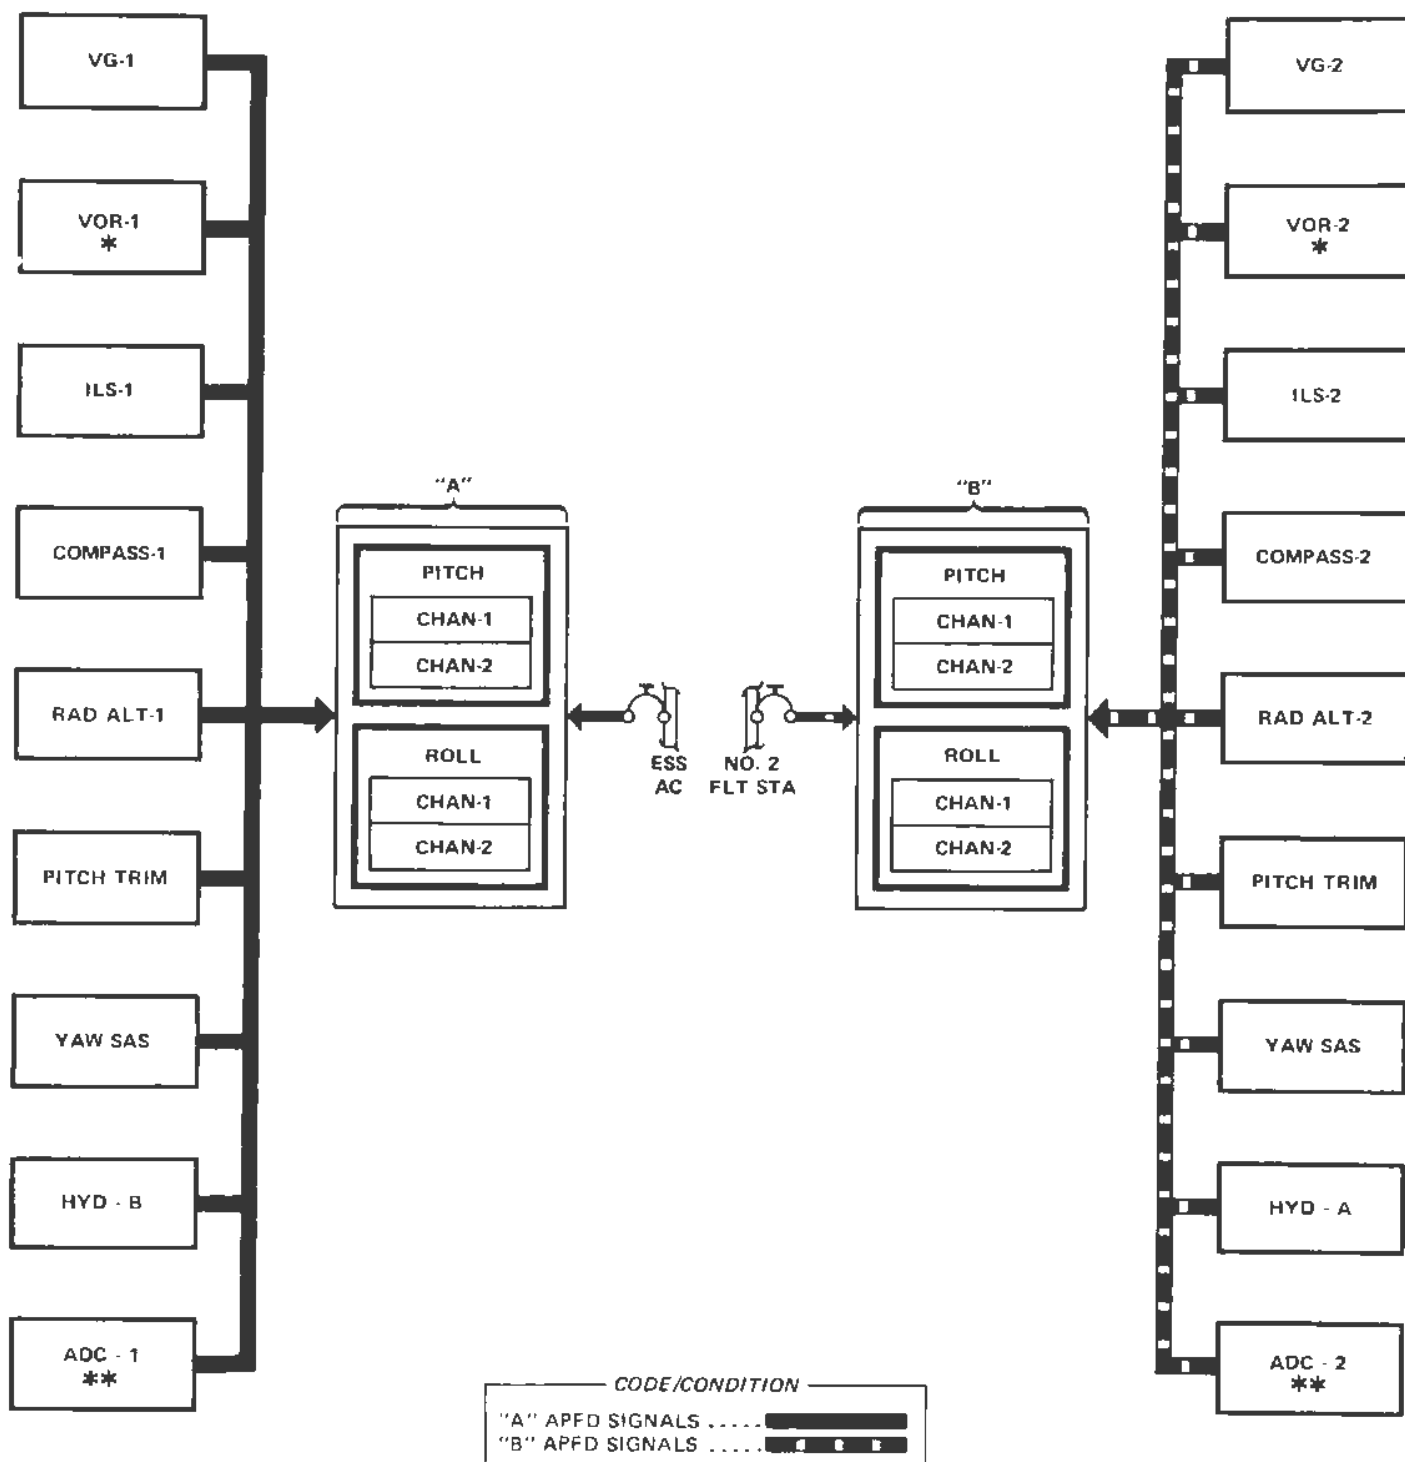 VG-1
VOR-1
*
ILS-1
COMPASS-1
RAD ALT-1
PITCH TRIM
YAW SAS
HYD - B
ADC - 1
**
"A"
PITCH
CHAN-1
CHAN-2
ROLL
CHAN-1
CHAN-2
ESS
AC
NO. 2
FLT STA
"B"
PITCH
CHAN-1
CHAN-2
ROLL
CHAN-1
CHAN-2
VG-2
VOR-2
*
ILS-2
COMPASS-2
RAD ALT-2
PITCH TRIM
YAW SAS
HYD - A
ADC - 2
**
CODE/CONDITION
"A" APFD SIGNALS .....
"B" APFD SIGNALS .....